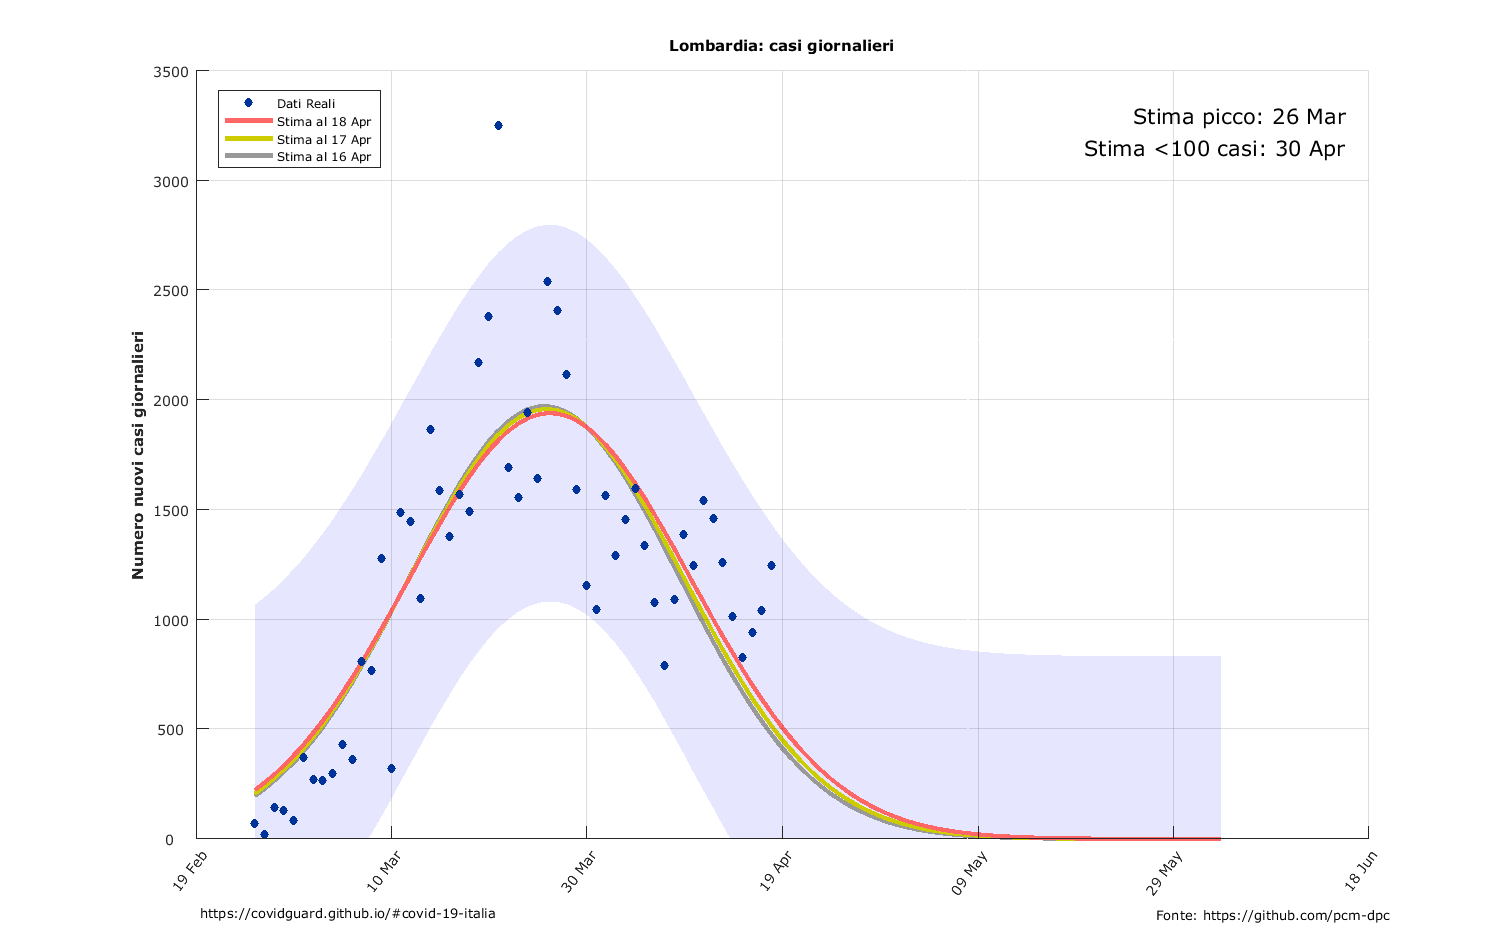 Lombardia: casi giornalieri
3500
3000
2500
2000
1500
1000
500
0
Numero nuovi casi giornalieri
Dati Reali
Stima al 18 Apr
Stima al 17 Apr
Stima al 16 Apr
Stima picco: 26 Mar
Stima <100 casi: 30 Apr
19 Feb
10 Mar
30 Mar
19 Apr
09 May
29 May
18 Jun
https://covidguard.github.io/#covid-19-italia
Fonte: https://github.com/pcm-dpc